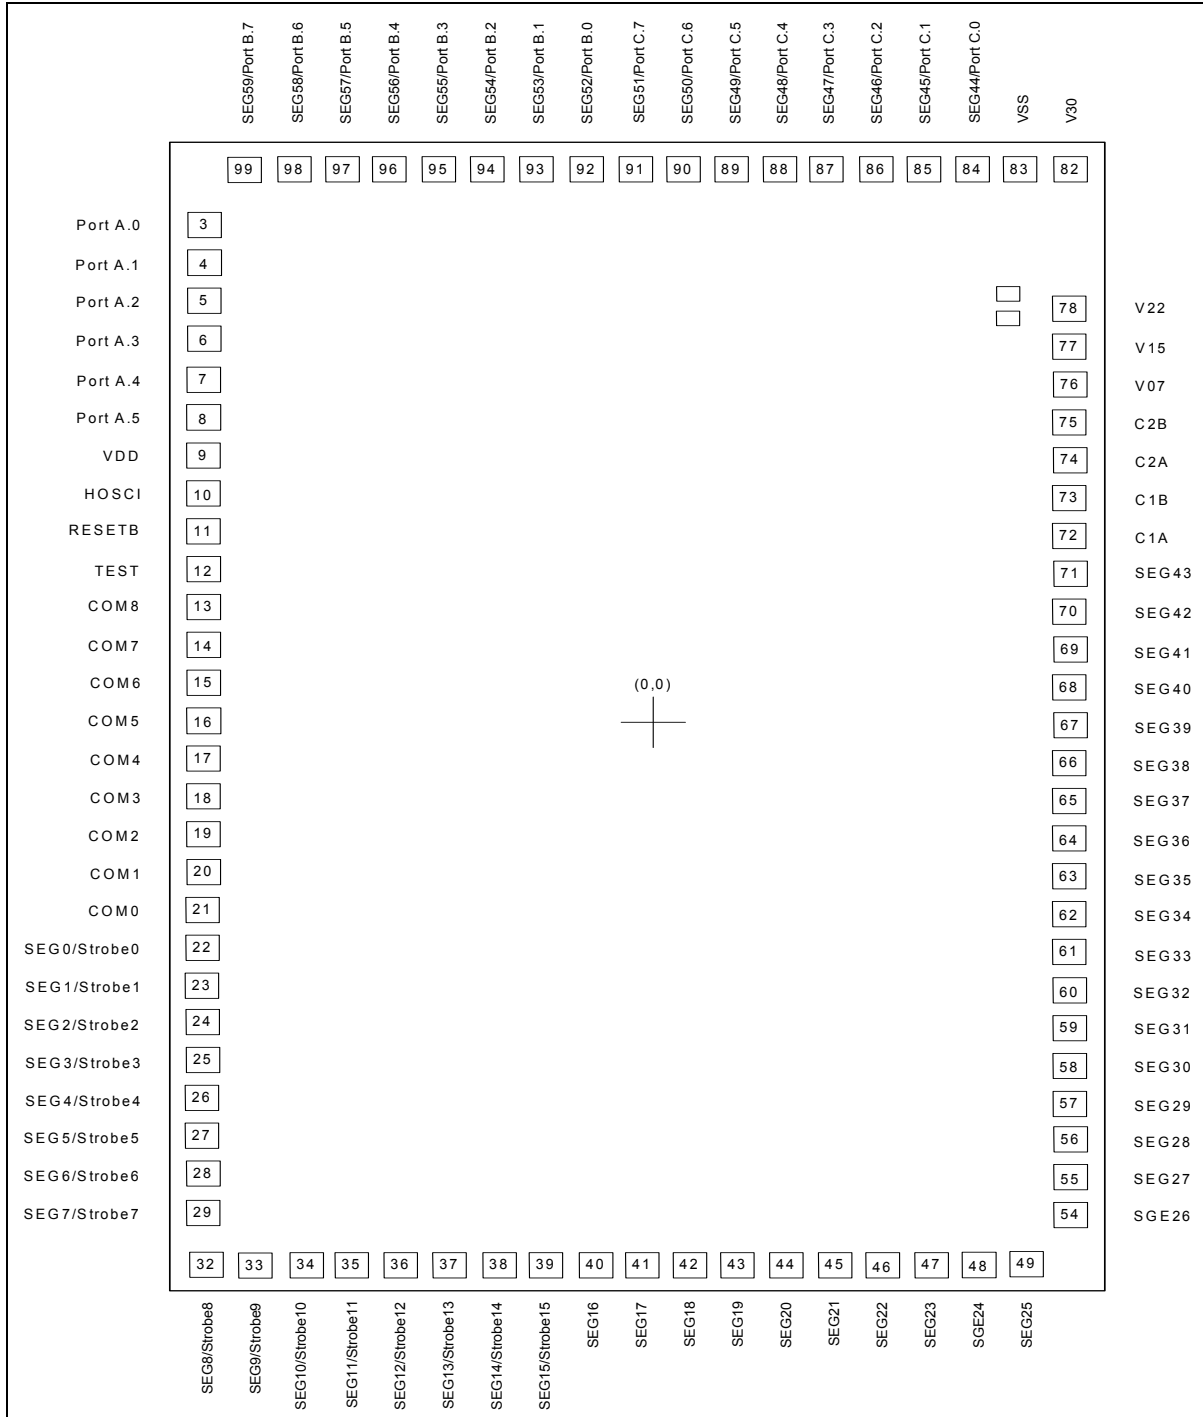 SEG59/Port B.7
SEG58/Port B.6
SEG57/Port B.5
SEG56/Port B.4
SEG55/Port B.3
SEG54/Port B.2
SEG53/Port B.1
SEG52/Port B.0
SEG51/Port C.7
SEG50/Port C.6
SEG49/Port C.5
SEG48/Port C.4
SEG47/Port C.3
SEG46/Port C.2
SEG45/Port C.1
SEG44/Port C.0
VSS
V30
99 98 97 96 95 94 93 92 91 90 89 88 87 86 85 84 83 82
Port A.0 3
Port A.1 4
Port A.2 5
78 V22
Port A.3 6
77 V15
Port A.4 7
76 V07
Port A.5 8
75 C2B
VDD 9
74 C2A
HOSCI 10
73 C1B
RESETB 11
72 C1A
TEST 12
71 SEG43
COM8 13
70 SEG42
COM7 14
69 SEG41
COM6 15
(0,0)
68 SEG40
COM5 16
67 SEG39
COM4 17
66 SEG38
COM3 18
65 SEG37
COM2 19
64 SEG36
COM1 20
63 SEG35
COM0 21
62 SEG34
SEG0/Strobe0 22
61 SEG33
SEG1/Strobe1 23
60 SEG32
SEG2/Strobe2 24
59 SEG31
SEG3/Strobe3 25
58 SEG30
SEG4/Strobe4 26
57 SEG29
SEG5/Strobe5 27
56 SEG28
SEG6/Strobe6 28
55 SEG27
SEG7/Strobe7 29
54 SGE26
32 33 34 35 36 37 38 39 40 41 42 43 44 45 46 47 48 49
SEG8/Strobe8
SEG9/Strobe9
SEG10/Strobe10
SEG11/Strobe11
SEG12/Strobe12
SEG13/Strobe13
SEG14/Strobe14
SEG15/Strobe15
SEG16
SEG17
SEG18
SEG19
SEG20
SEG21
SEG22
SEG23
SGE24
SEG25